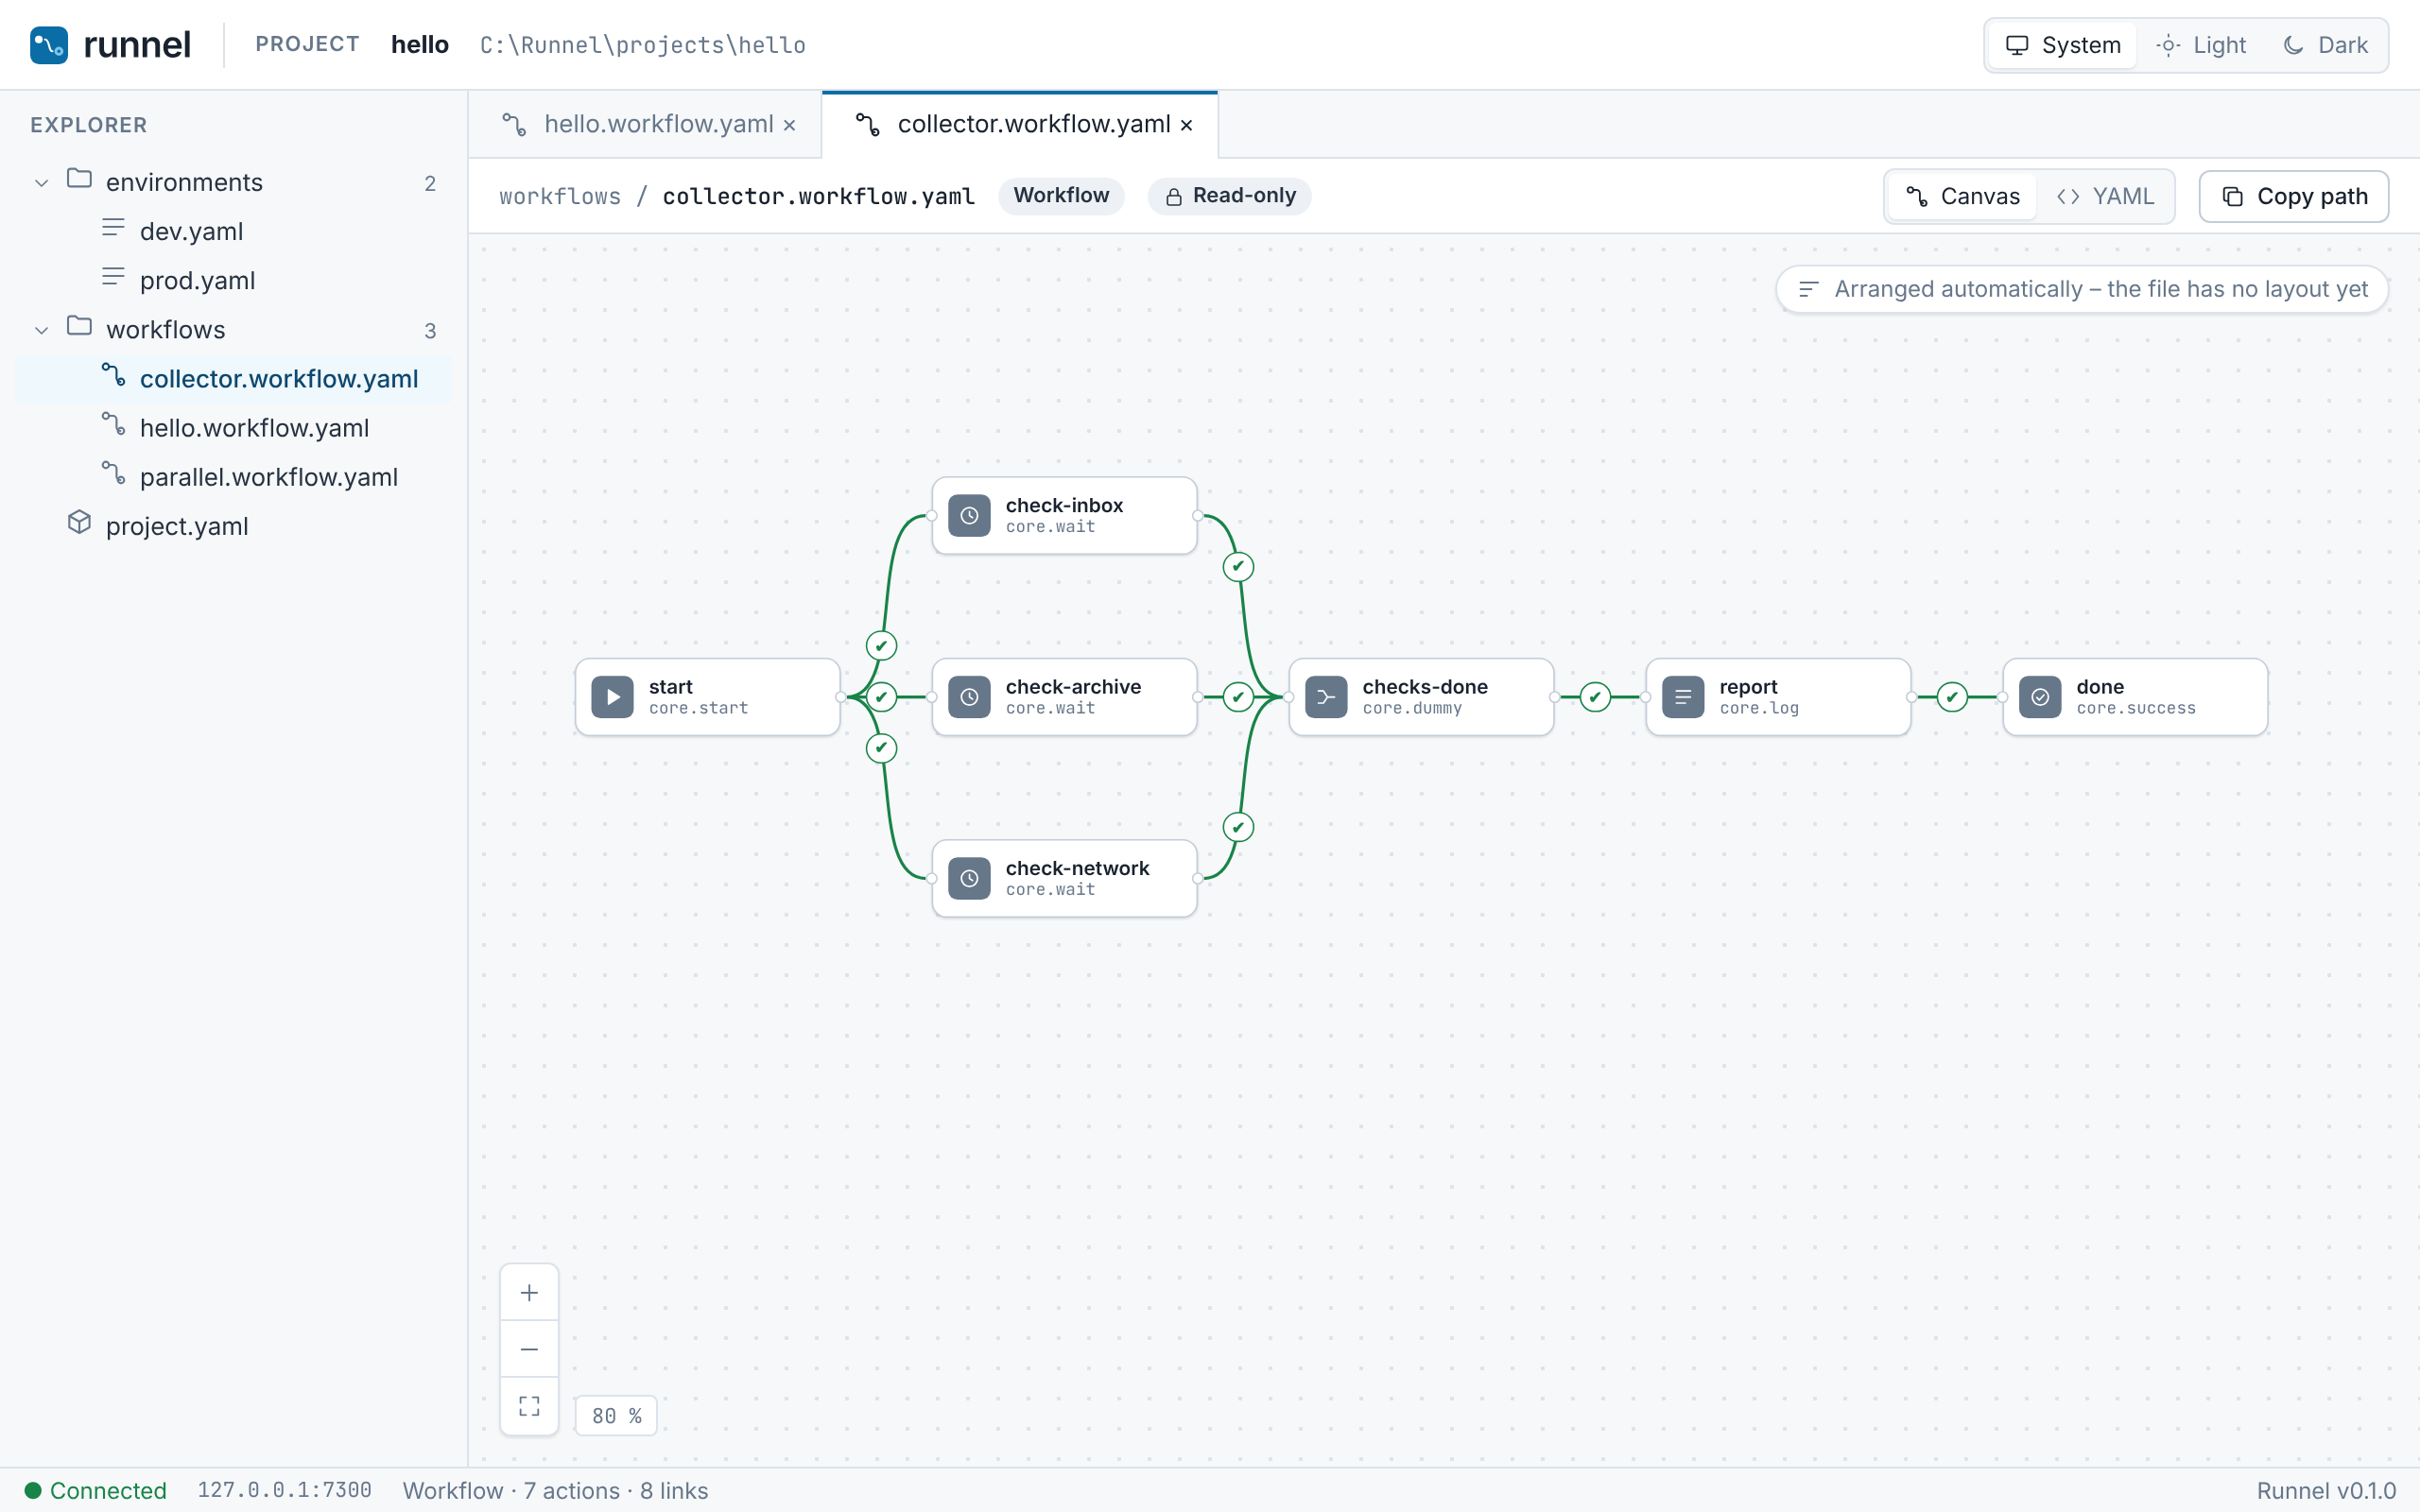 runnel
PROJECT hello C:\Runnel\projects\hello
System Light Dark
EXPLORER
environments 2
dev.yaml
prod.yaml
workflows 3
collector.workflow.yaml
hello.workflow.yaml
parallel.workflow.yaml
project.yaml
hello.workflow.yaml ×
collector.workflow.yaml ×
workflows / collector.workflow.yaml Workflow Read-only
Canvas YAML Copy path
Arranged automatically – the file has no layout yet
check-inbox
core.wait
start
core.start
check-archive
core.wait
checks-done
core.dummy
report
core.log
done
core.success
check-network
core.wait
80 %
Connected 127.0.0.1:7300 Workflow · 7 actions · 8 links
Runnel v0.1.0